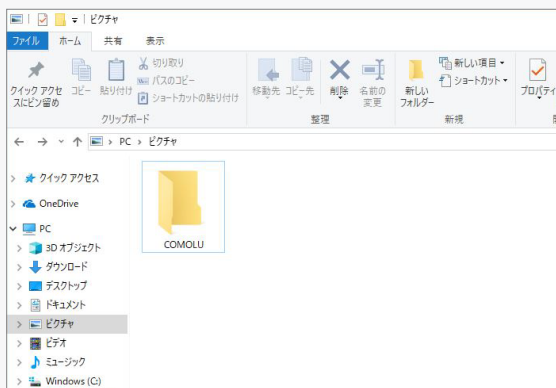 ピクチャ
ファイル ホーム 共有 表示
クイック アクセ
スにピン留め
コピー
貼り付け
切り取り
パスのコピー
ショートカットの貼り付け
クリップボード
移動先
コピー先
削除
名前の
変更
整理
新しい
フォルダー
新しい項目
ショートカット
新規
プロパティ
PC › ピクチャ
クイック アクセス
OneDrive
PC
3D オブジェクト
ダウンロード
デスクトップ
ドキュメント
ピクチャ
ビデオ
ミュージック
Windows (C:)
COMOLU